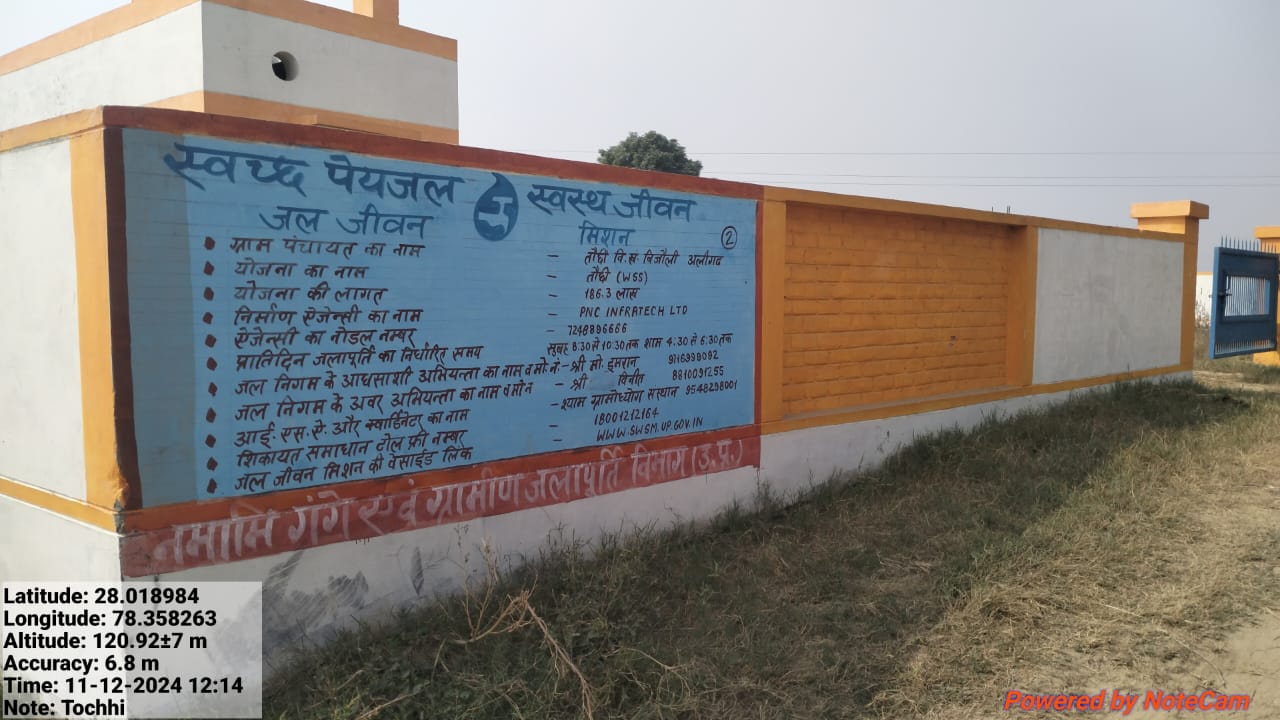 स्वच्छ पेयजल स्वस्थ जीवन
जल जीवन मिशन
2
ग्राम पंचायत का नाम – तौछी वि.ख. बिजौली अलीगढ
योजना का नाम – तौछी (WSS)
योजना की लागत – 186.3 लाख
निर्माण ऐजेन्सी का नाम – PNC INFRATECH LTD
ऐजेन्सी का नोडल नम्बर – 7248896666
प्रतिदिन जलापूर्ति का निर्धारित समय सुबह 8:30 से 10:30 तक शाम 4:30 से 6:30 तक
जल निगम के अधिसाशी अभियन्ता का नाम व मो.नं. – श्री मो. इमरान 9116999092
जल निगम के अवर अभियन्ता का नाम व मो.न – श्री विनीत 8810091255
आई. एस. ऐ. और क्वार्डिनेटर का नाम – श्याम ग्रामोध्योग संस्थान 9548298001
शिकायत समाधान टोल फ्री नम्बर – 18001212164
जल जीवन मिशन की वेसाईड लिंक – WWW.SWSM.UP.GOV.IN
नमामि गंगे एवं ग्रामीण जलापूर्ति विभाग (उ.प्र.)
Latitude: 28.018984
Longitude: 78.358263
Altitude: 120.92±7 m
Accuracy: 6.8 m
Time: 11-12-2024 12:14
Note: Tochhi
Powered by NoteCam